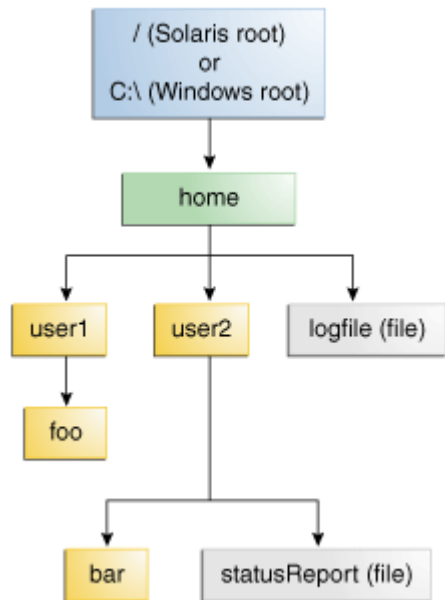 / (Solaris root)
or
C:\ (Windows root)
home
user1
user2
logfile (file)
foo
bar
statusReport (file)